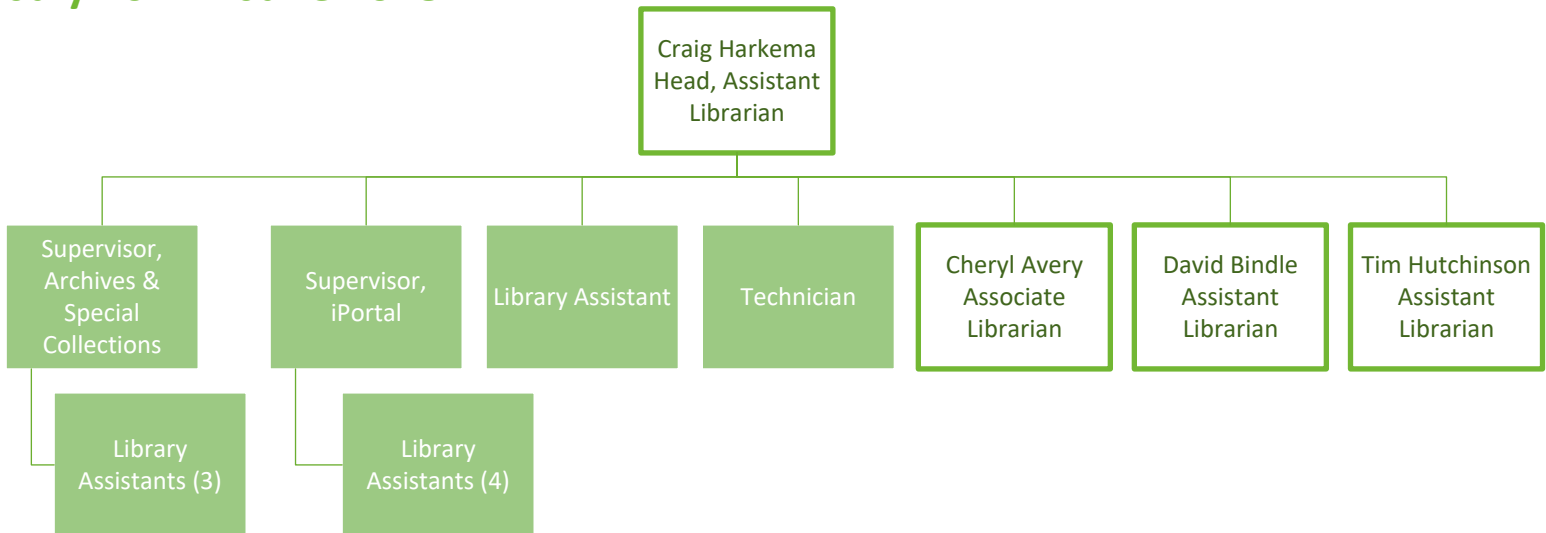 Craig Harkema
Head, Assistant
Librarian
Supervisor,
Archives &
Special
Collections
Supervisor,
iPortal
Library Assistant
Technician
Cheryl Avery
Associate
Librarian
David Bindle
Assistant
Librarian
Tim Hutchinson
Assistant
Librarian
Library
Assistants (3)
Library
Assistants (4)